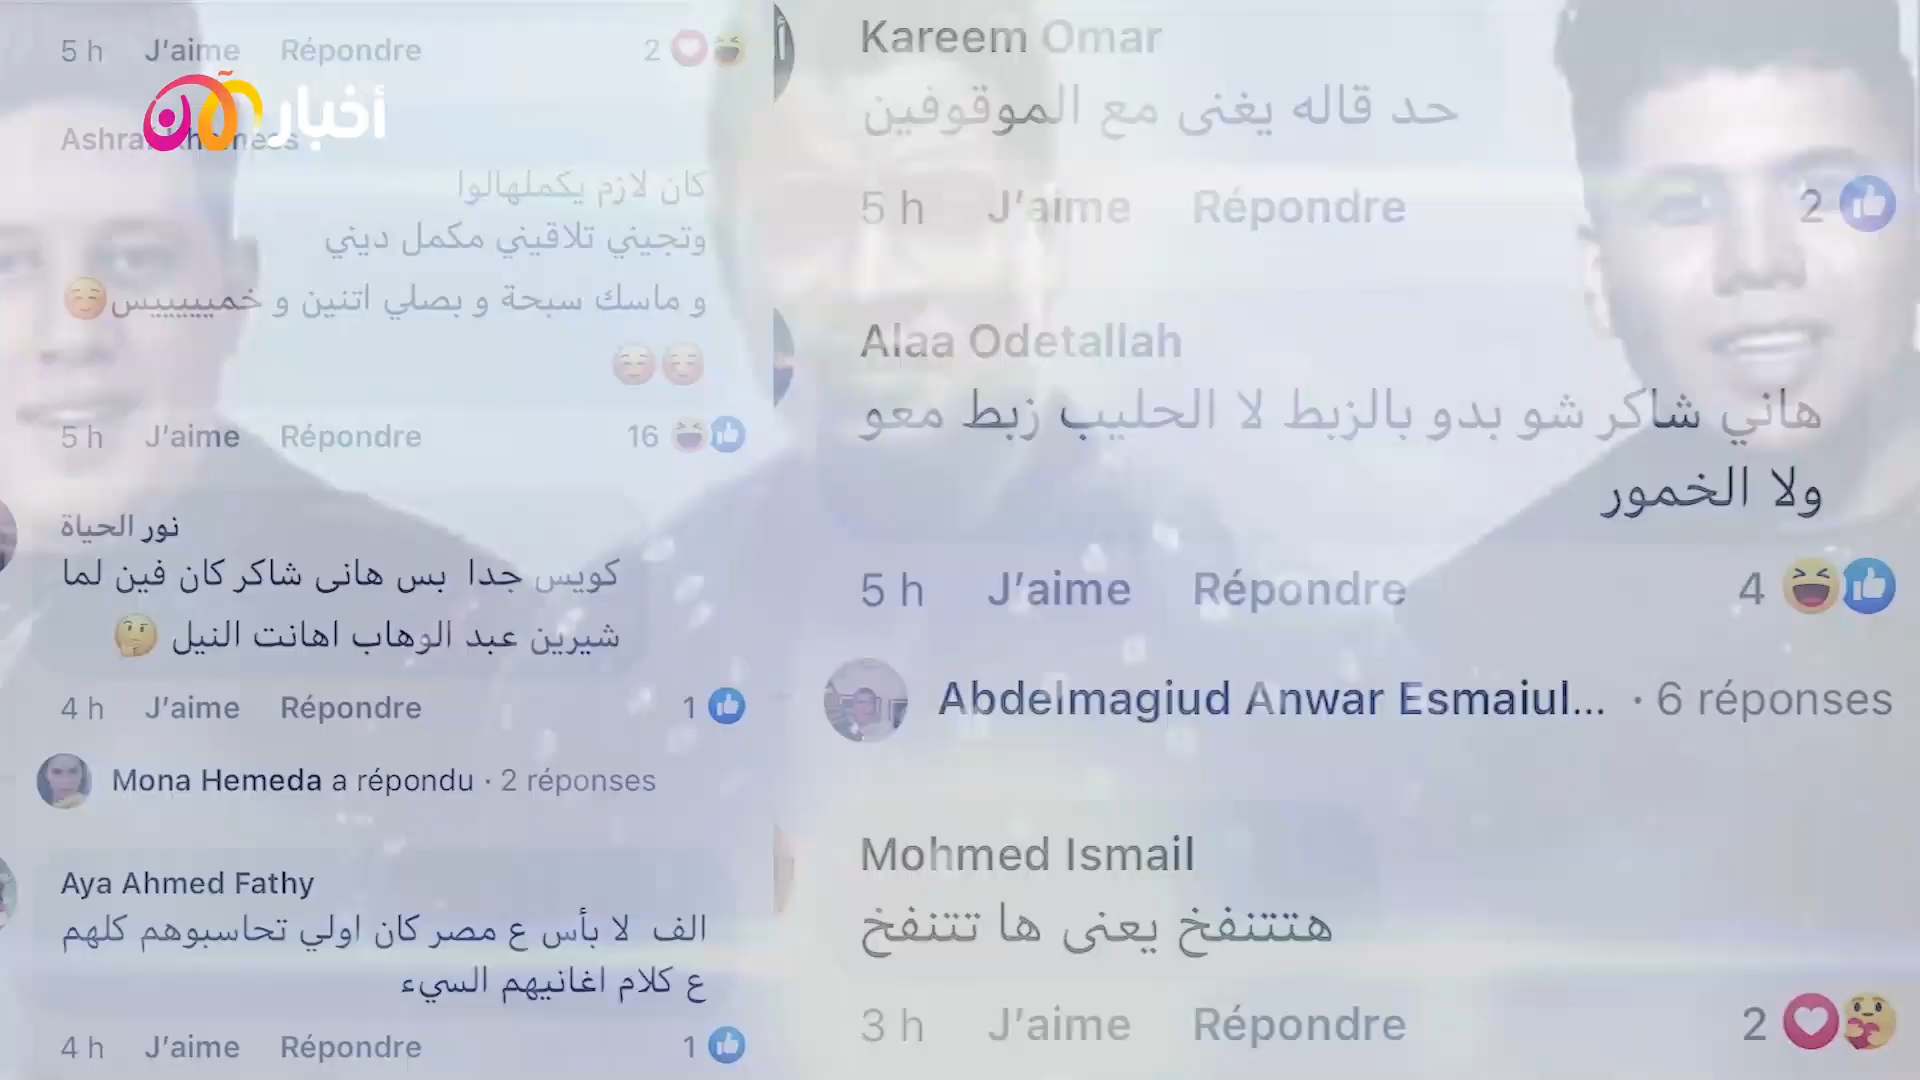 أخبار الآن
5 h J'aime Répondre 2
كان لازم يكملهالوا
وتجيني تلاقيني مكمل ديني
و ماسك سبحة و بصلي اتنين و خمييييييس
5 h J'aime Répondre 16
نور الحياة
كويس جدا بس هانى شاكر كان فين لما
شيرين عبد الوهاب اهانت النيل
4 h J'aime Répondre 1
Mona Hemeda a répondu · 2 réponses
Aya Ahmed Fathy
الف لا بأس ع مصر كان اولي تحاسبوهم كلهم
ع كلام اغانيهم السيء
4 h J'aime Répondre 1
Kareem Omar
حد قاله يغنى مع الموقوفين
5 h J'aime Répondre 2
Alaa Odetallah
هاني شاكر شو بدو بالزبط لا الحليب زبط معو
ولا الخمور
5 h J'aime Répondre 4
Abdelmagiud Anwar Esmaiul... · 6 réponses
Mohmed Ismail
هتتنفخ يعنى ها تتنفخ
3 h J'aime Répondre 2